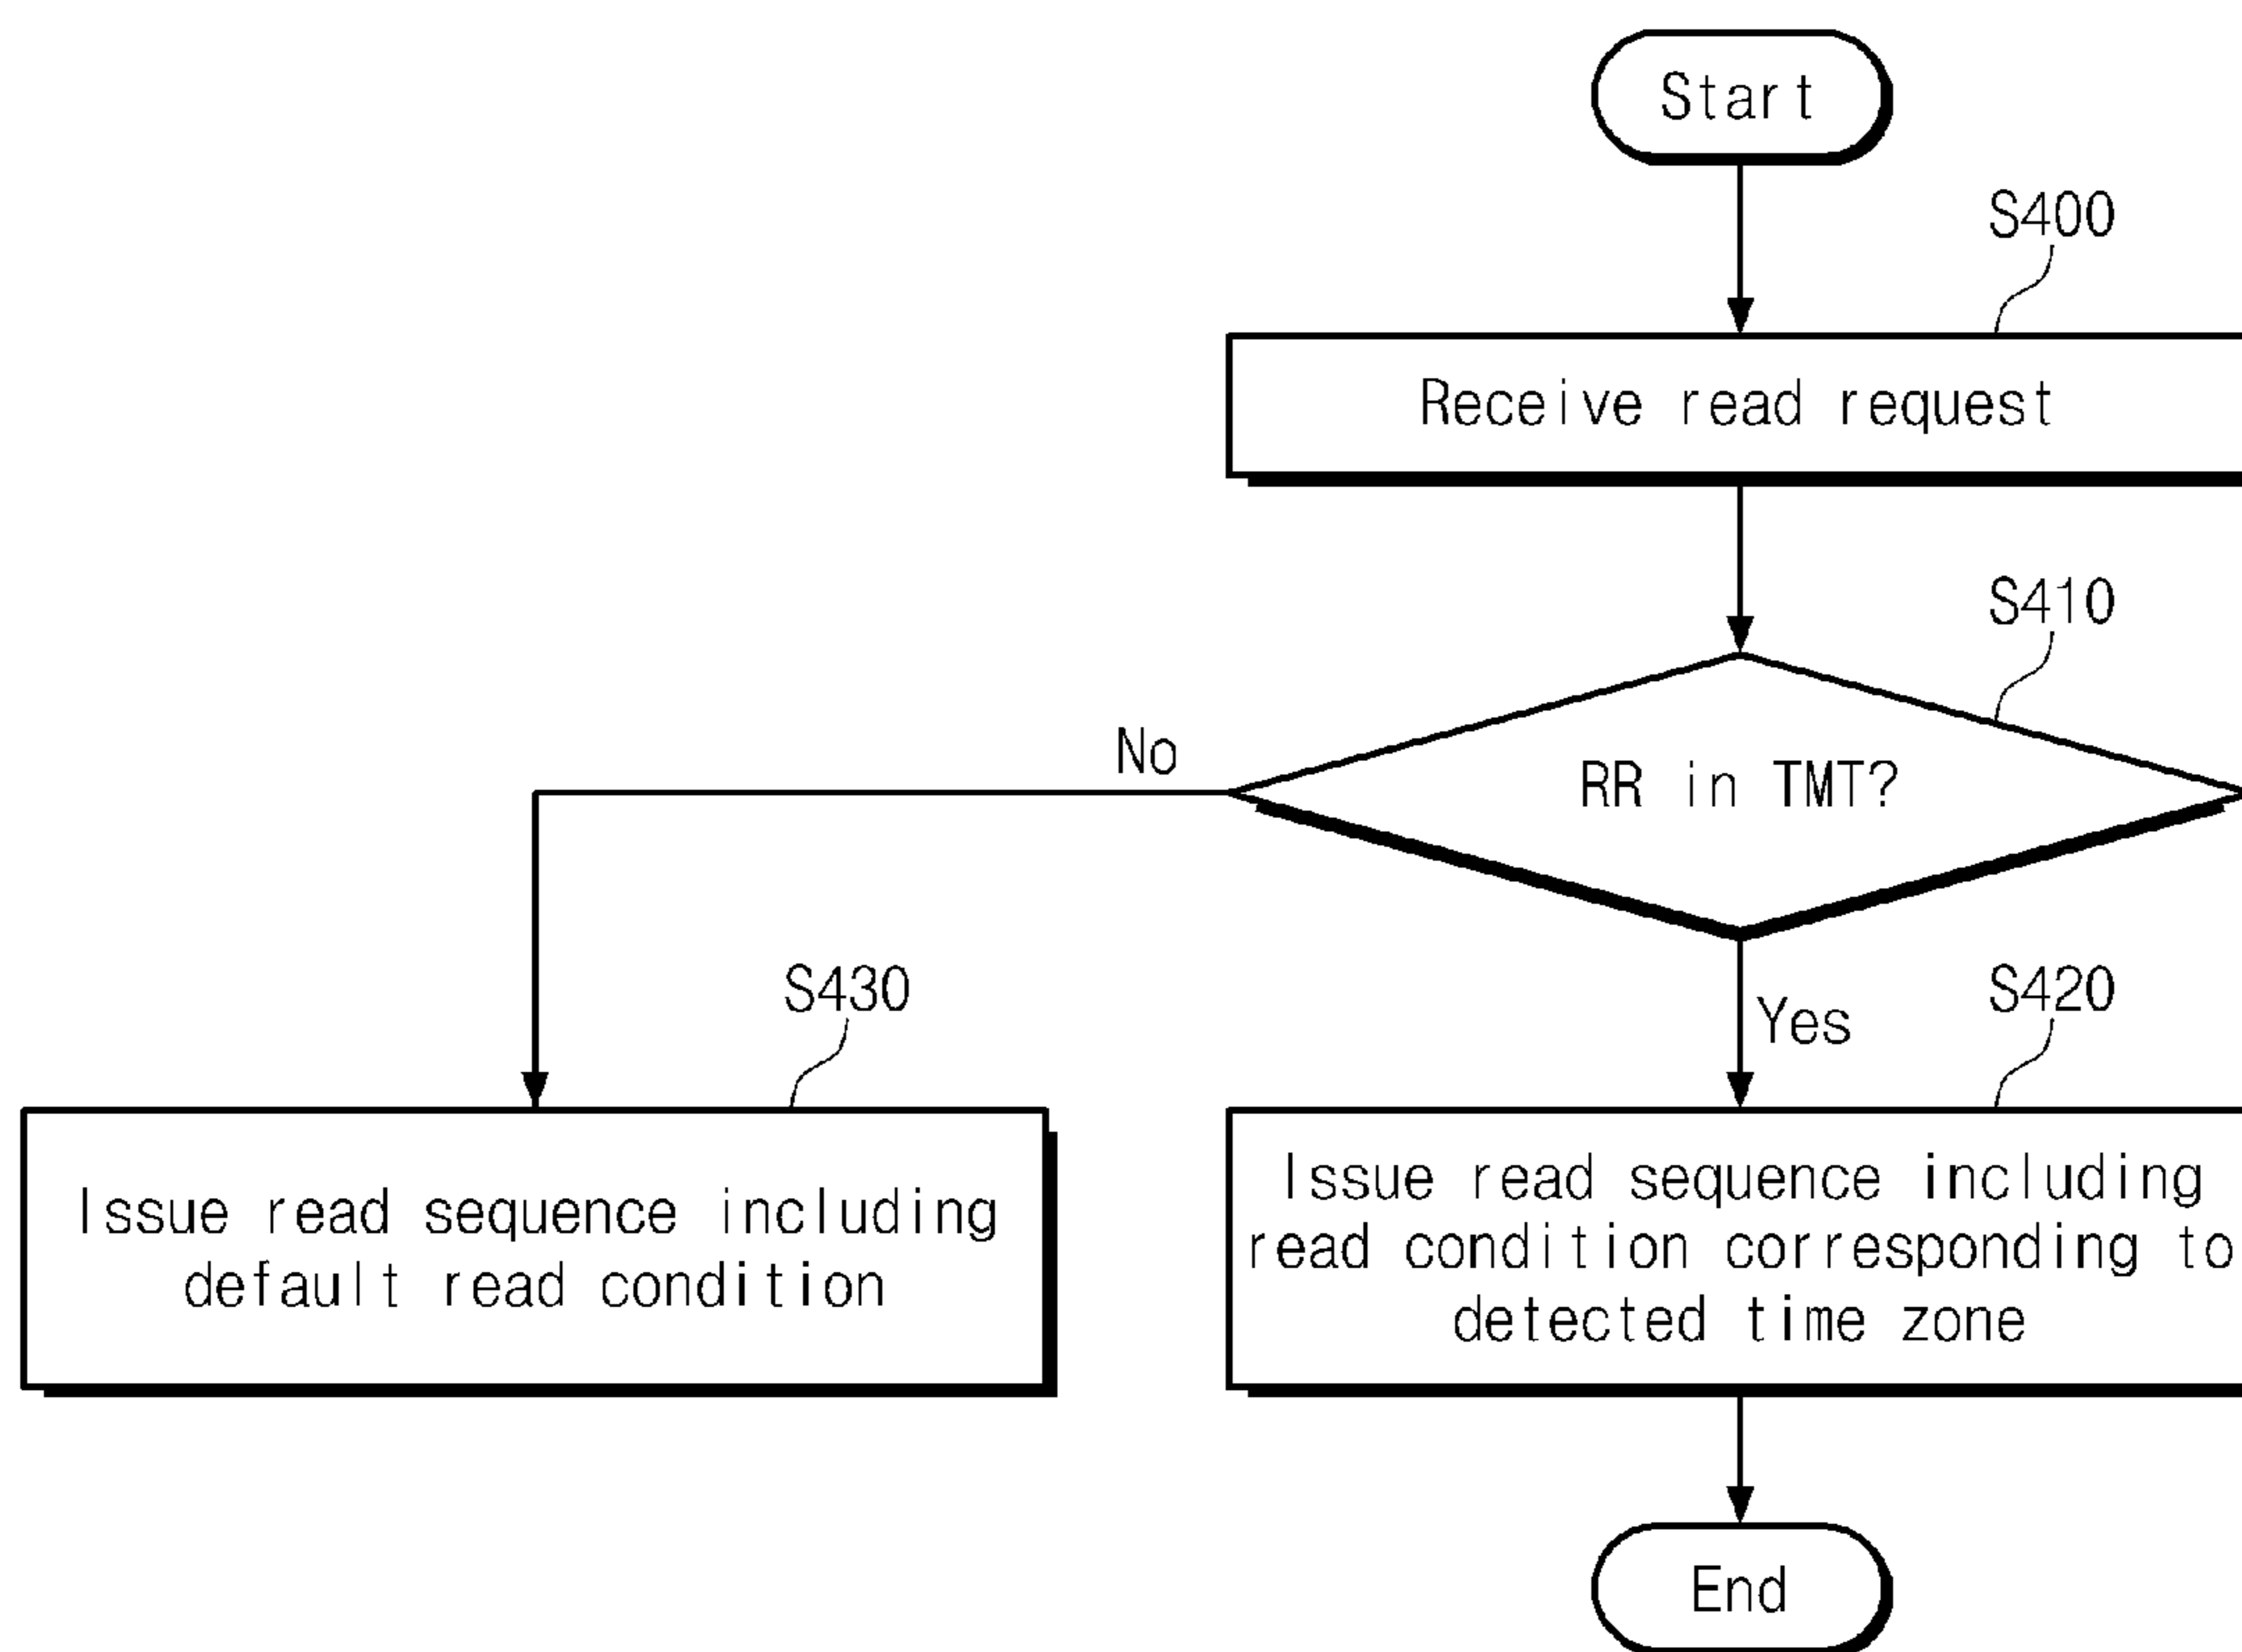 Start
S400
Receive read request
S410
RR in TMT?
No
Yes
S430
Issue read sequence including
default read condition
S420
Issue read sequence including
read condition corresponding to
detected time zone
End